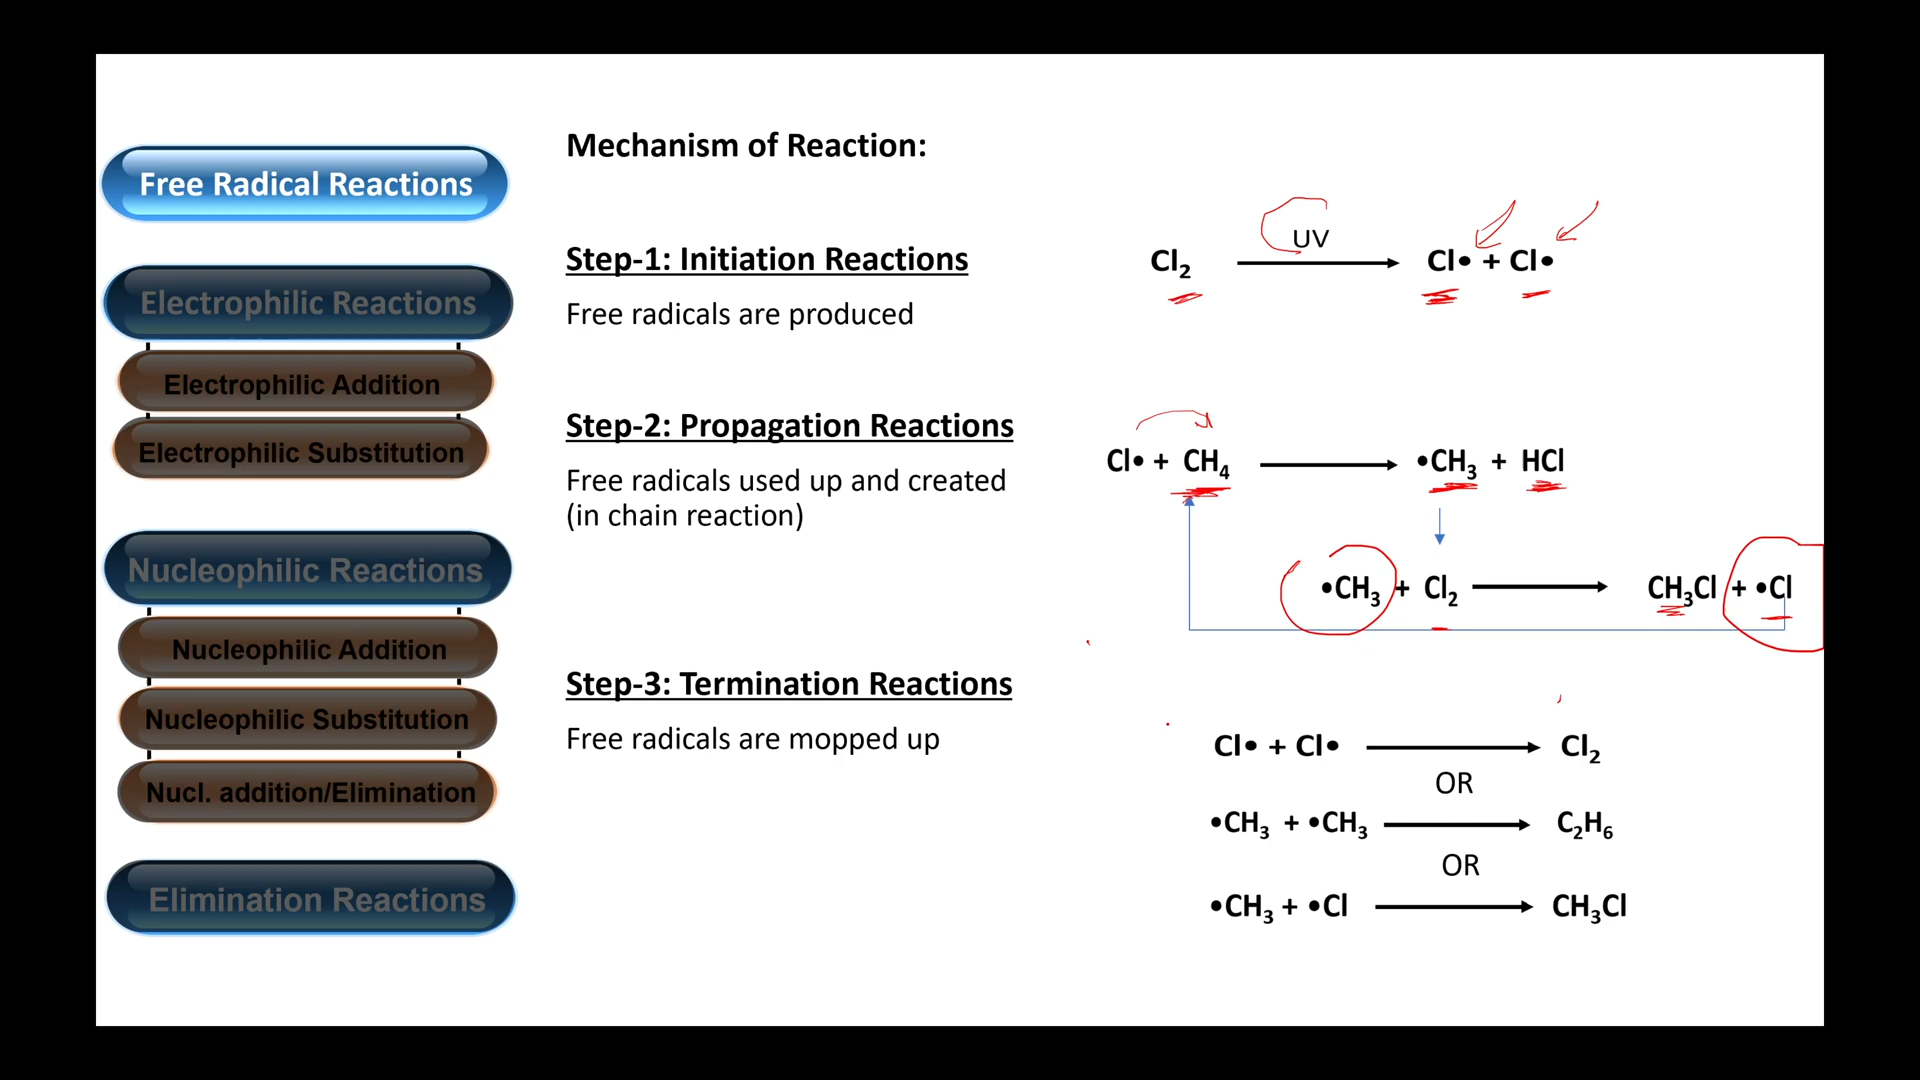 Free Radical Reactions
Electrophilic Reactions
Electrophilic Addition
Electrophilic Substitution
Nucleophilic Reactions
Nucleophilic Addition
Nucleophilic Substitution
Nucl. addition/Elimination
Elimination Reactions
Mechanism of Reaction:
Step-1: Initiation Reactions
Free radicals are produced
Cl₂ UV Cl• + Cl•
Step-2: Propagation Reactions
Free radicals used up and created
(in chain reaction)
Cl• + CH₄ •CH₃ + HCl
•CH₃ + Cl₂ CH₃Cl + •Cl
Step-3: Termination Reactions
Free radicals are mopped up
Cl• + Cl• Cl₂
OR
•CH₃ + •CH₃ C₂H₆
OR
•CH₃ + •Cl CH₃Cl